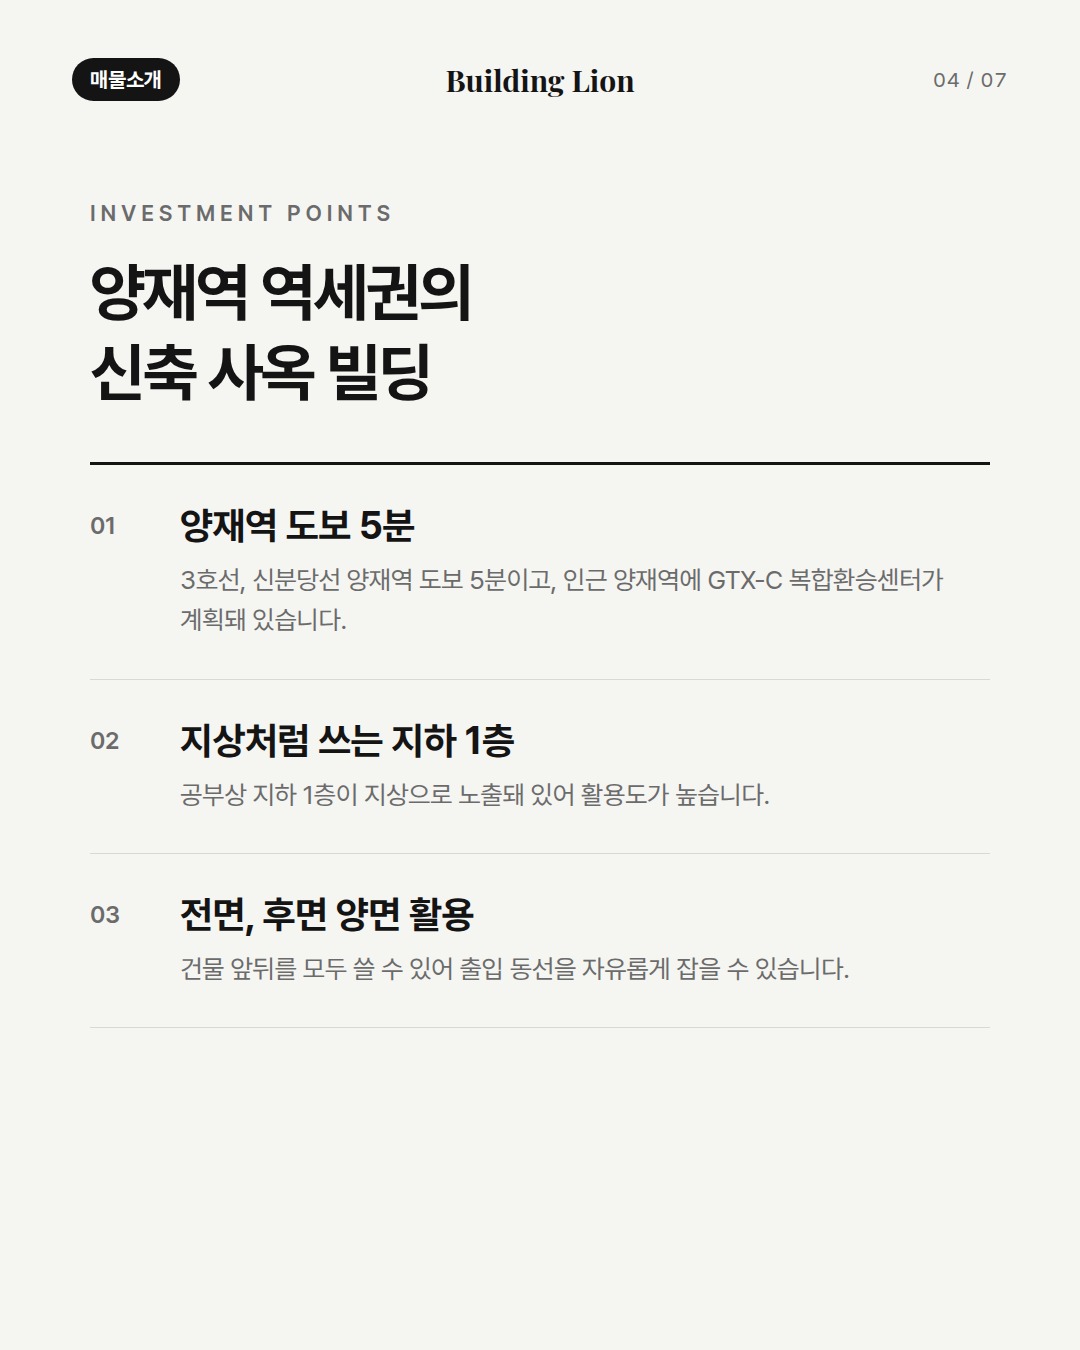 매물소개
Building Lion
04 / 07
INVESTMENT POINTS
양재역 역세권의
신축 사옥 빌딩
01
양재역 도보 5분
3호선, 신분당선 양재역 도보 5분이고, 인근 양재역에 GTX-C 복합환승센터가
계획돼 있습니다.
02
지상처럼 쓰는 지하 1층
공부상 지하 1층이 지상으로 노출돼 있어 활용도가 높습니다.
03
전면, 후면 양면 활용
건물 앞뒤를 모두 쓸 수 있어 출입 동선을 자유롭게 잡을 수 있습니다.